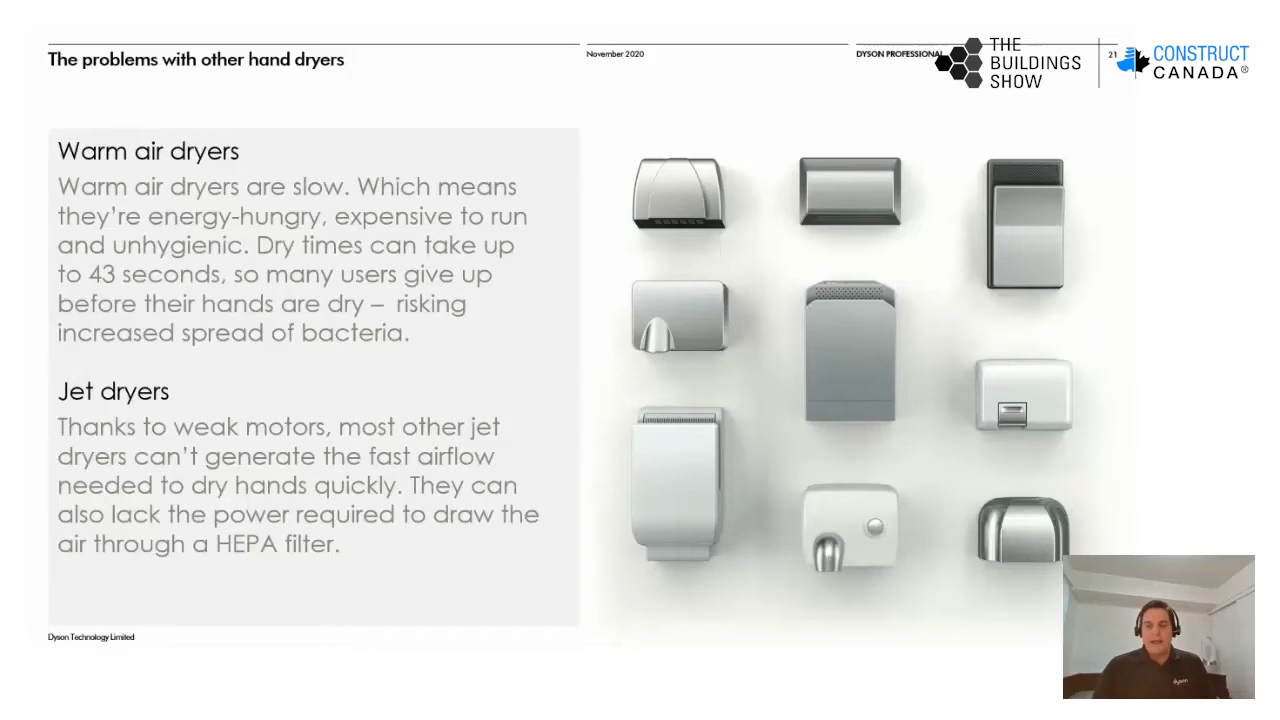 The problems with other hand dryers
November 2020
DYSON PROFESSIONAL
21
THE
BUILDINGS
SHOW
CONSTRUCT
CANADA®
Warm air dryers
Warm air dryers are slow. Which means
they’re energy-hungry, expensive to run
and unhygienic. Dry times can take up
to 43 seconds, so many users give up
before their hands are dry – risking
increased spread of bacteria.
Jet dryers
Thanks to weak motors, most other jet
dryers can’t generate the fast airflow
needed to dry hands quickly. They can
also lack the power required to draw the
air through a HEPA filter.
Dyson Technology Limited
dyson